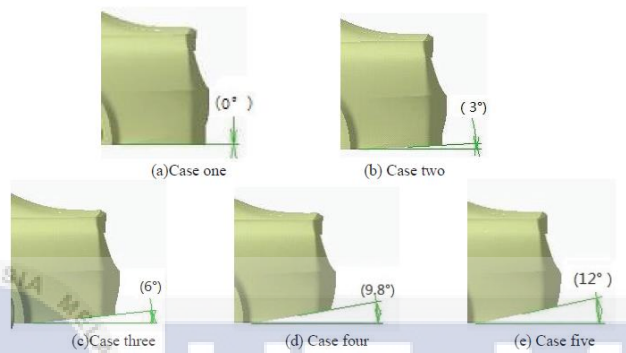 (0° )
( 3°)
(a)Case one
(b) Case two
(6°)
(9.8°)
(12° )
(c)Case three
(d) Case four
(e) Case five